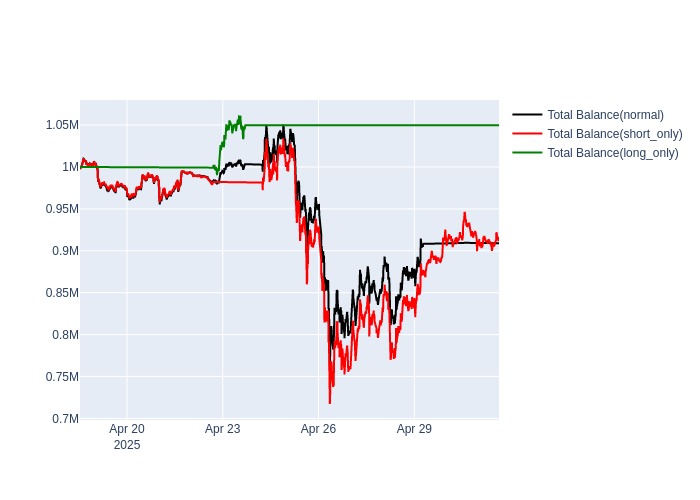 1.05M
1M
0.95M
0.9M
0.85M
0.8M
0.75M
0.7M
Apr 20
2025
Apr 23
Apr 26
Apr 29
Total Balance(normal)
Total Balance(short_only)
Total Balance(long_only)